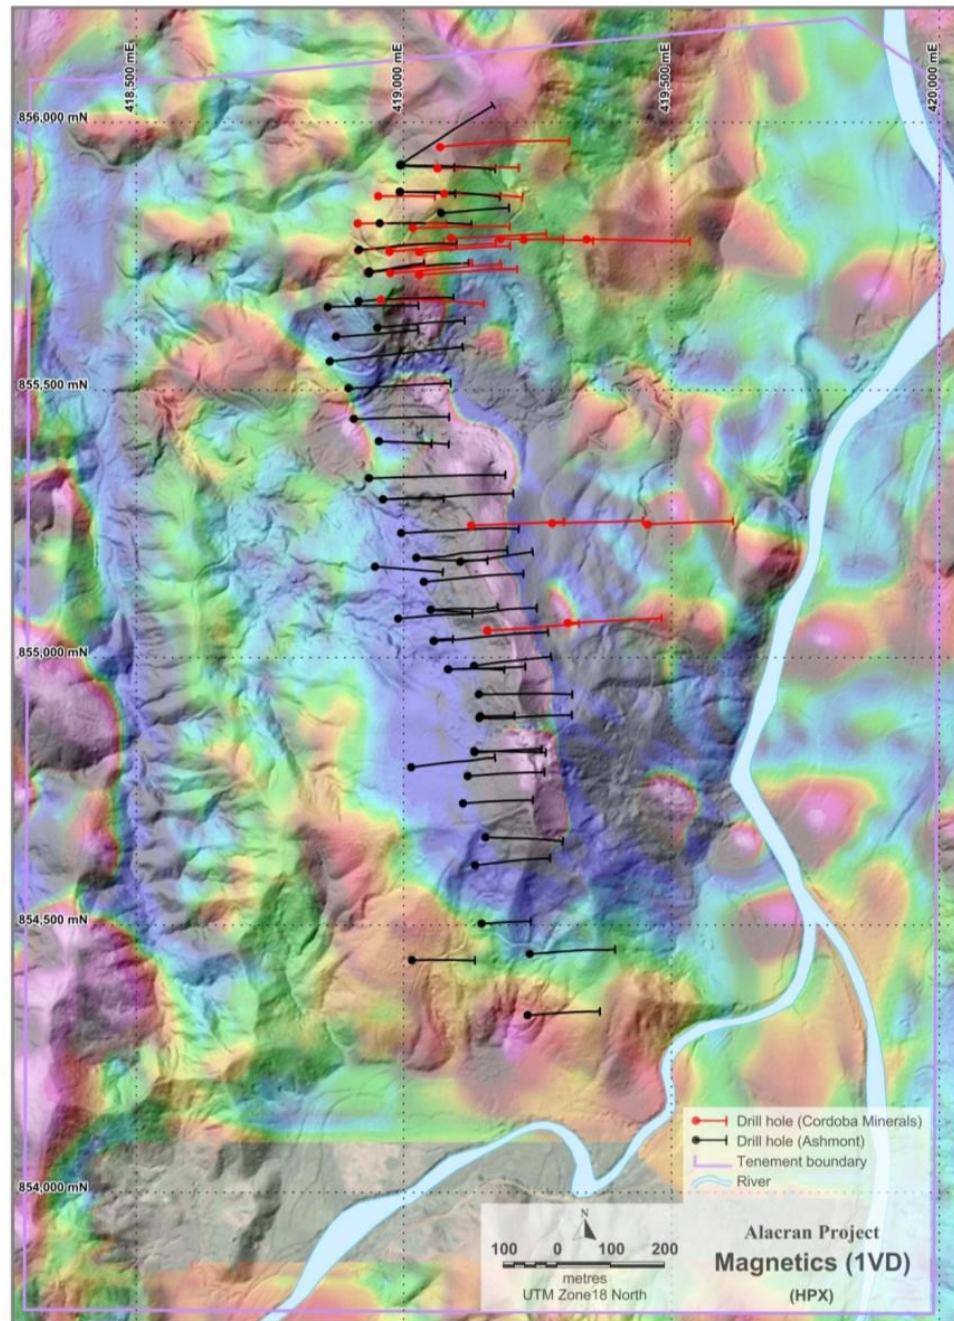 418,500 mE
419,000 mE
419,500 mE
420,000 mE
856,000 mN
855,500 mN
855,000 mN
854,500 mN
854,000 mN
Drill hole (Cordoba Minerals)
Drill hole (Ashmont)
Tenement boundary
River
N
100 0 100 200
metres
UTM Zone18 North
Alacran Project
Magnetics (1VD)
(HPX)